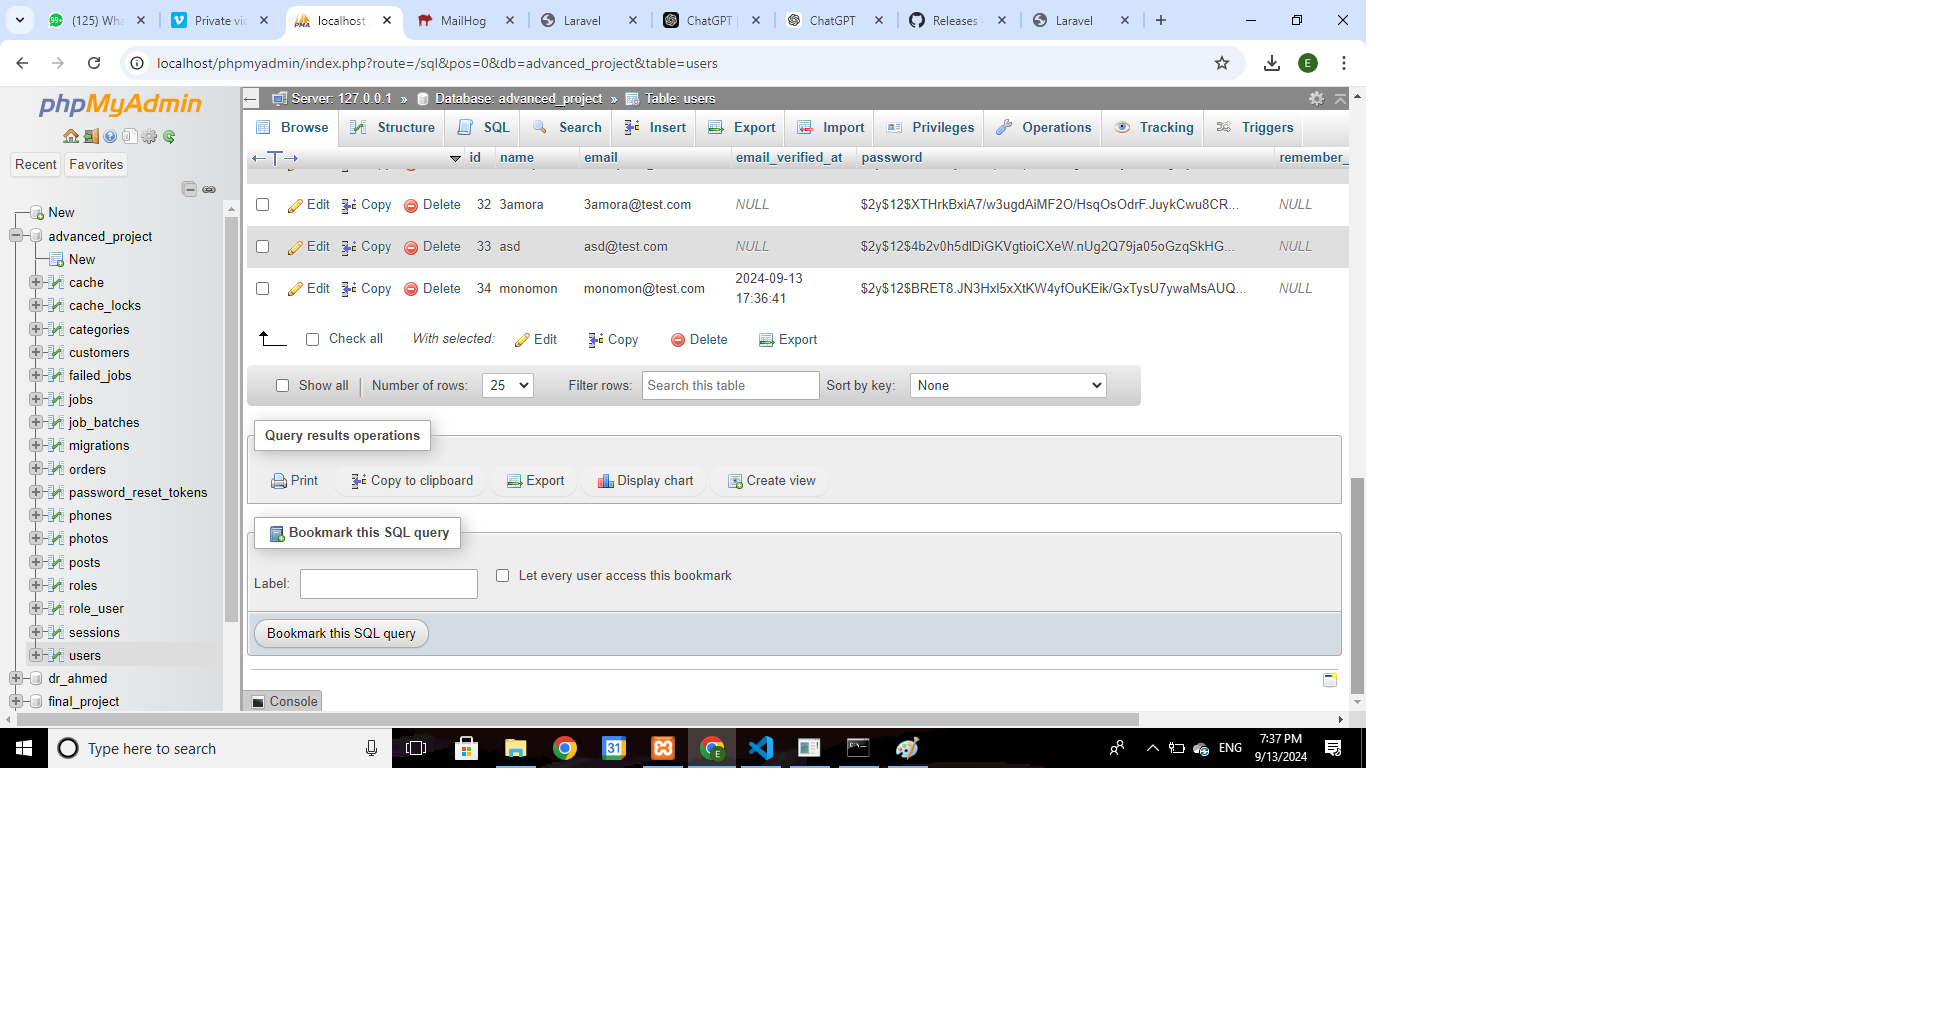 (125) Wha
Private vid
localhost
MailHog
Laravel
ChatGPT
ChatGPT
Releases
Laravel
localhost/phpmyadmin/index.php?route=/sql&pos=0&db=advanced_project&table=users
E
phpMyAdmin
Recent Favorites
New
advanced_project
New
cache
cache_locks
categories
customers
failed_jobs
jobs
job_batches
migrations
orders
password_reset_tokens
phones
photos
posts
roles
role_user
sessions
users
dr_ahmed
final_project
Server: 127.0.0.1 » Database: advanced_project » Table: users
Browse Structure SQL Search Insert Export Import Privileges Operations Tracking Triggers
id name email email_verified_at password remember_
Edit Copy Delete 32 3amora 3amora@test.com NULL $2y$12$XTHrkBxiA7/w3ugdAiMF2O/HsqOsOdrF.JuykCwu8CR... NULL
Edit Copy Delete 33 asd asd@test.com NULL $2y$12$4b2v0h5dlDiGKVgtioiCXeW.nUg2Q79ja05oGzqSkHG... NULL
Edit Copy Delete 34 monomon monomon@test.com 2024-09-13 17:36:41 $2y$12$BRET8.JN3HxI5xXtKW4yfOuKEik/GxTysU7ywaMsAUQ... NULL
Check all With selected: Edit Copy Delete Export
Show all Number of rows: 25 Filter rows: Search this table Sort by key: None
Query results operations
Print Copy to clipboard Export Display chart Create view
Bookmark this SQL query
Label: Let every user access this bookmark
Bookmark this SQL query
Console
Type here to search
31
E
ENG
7:37 PM
9/13/2024